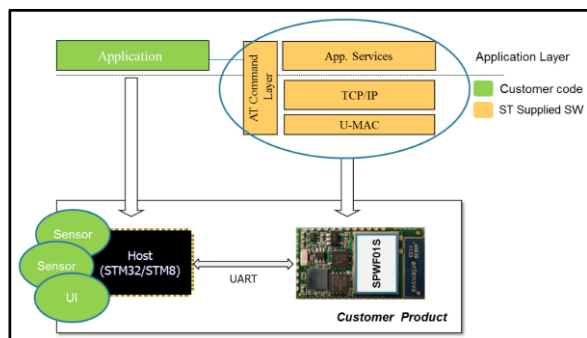 Application
AT Command
Layer
App. Services
TCP/IP
U-MAC
Application Layer
Customer code
ST Supplied SW
Sensor
Sensor
UI
Host
(STM32/STM8)
UART
SPWF01S
antenova
Customer Product